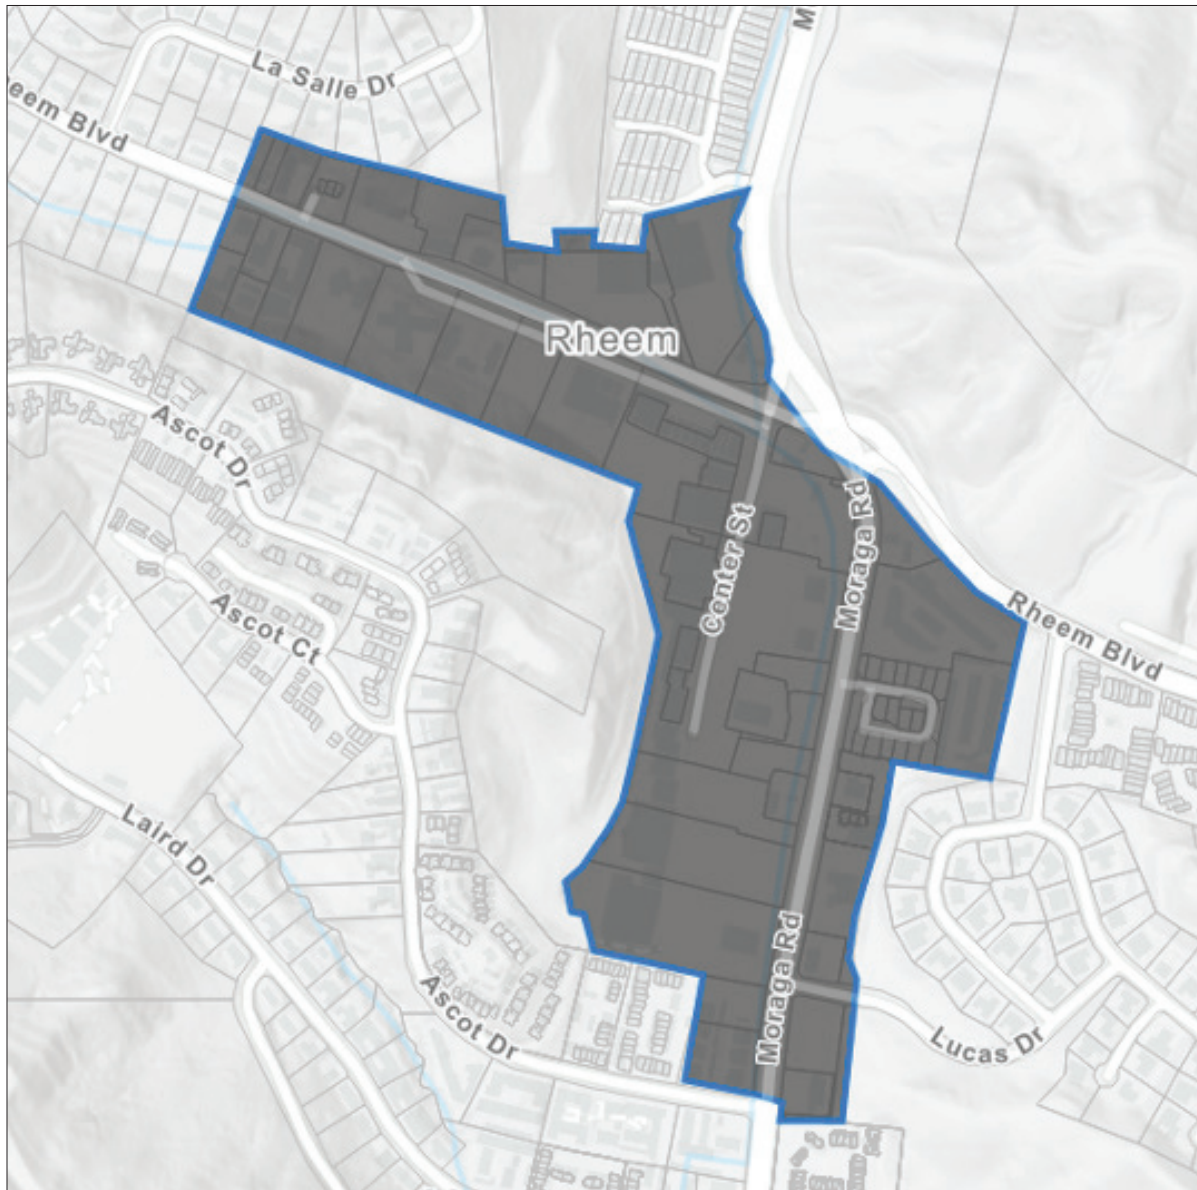 La Salle Dr
eem Blvd
M
Rheem
Ascot Dr
Moraga Rd
Center St
Ascot Ct
Rheem Blvd
Laird Dr
Moraga Rd
Ascot Dr
Lucas Dr